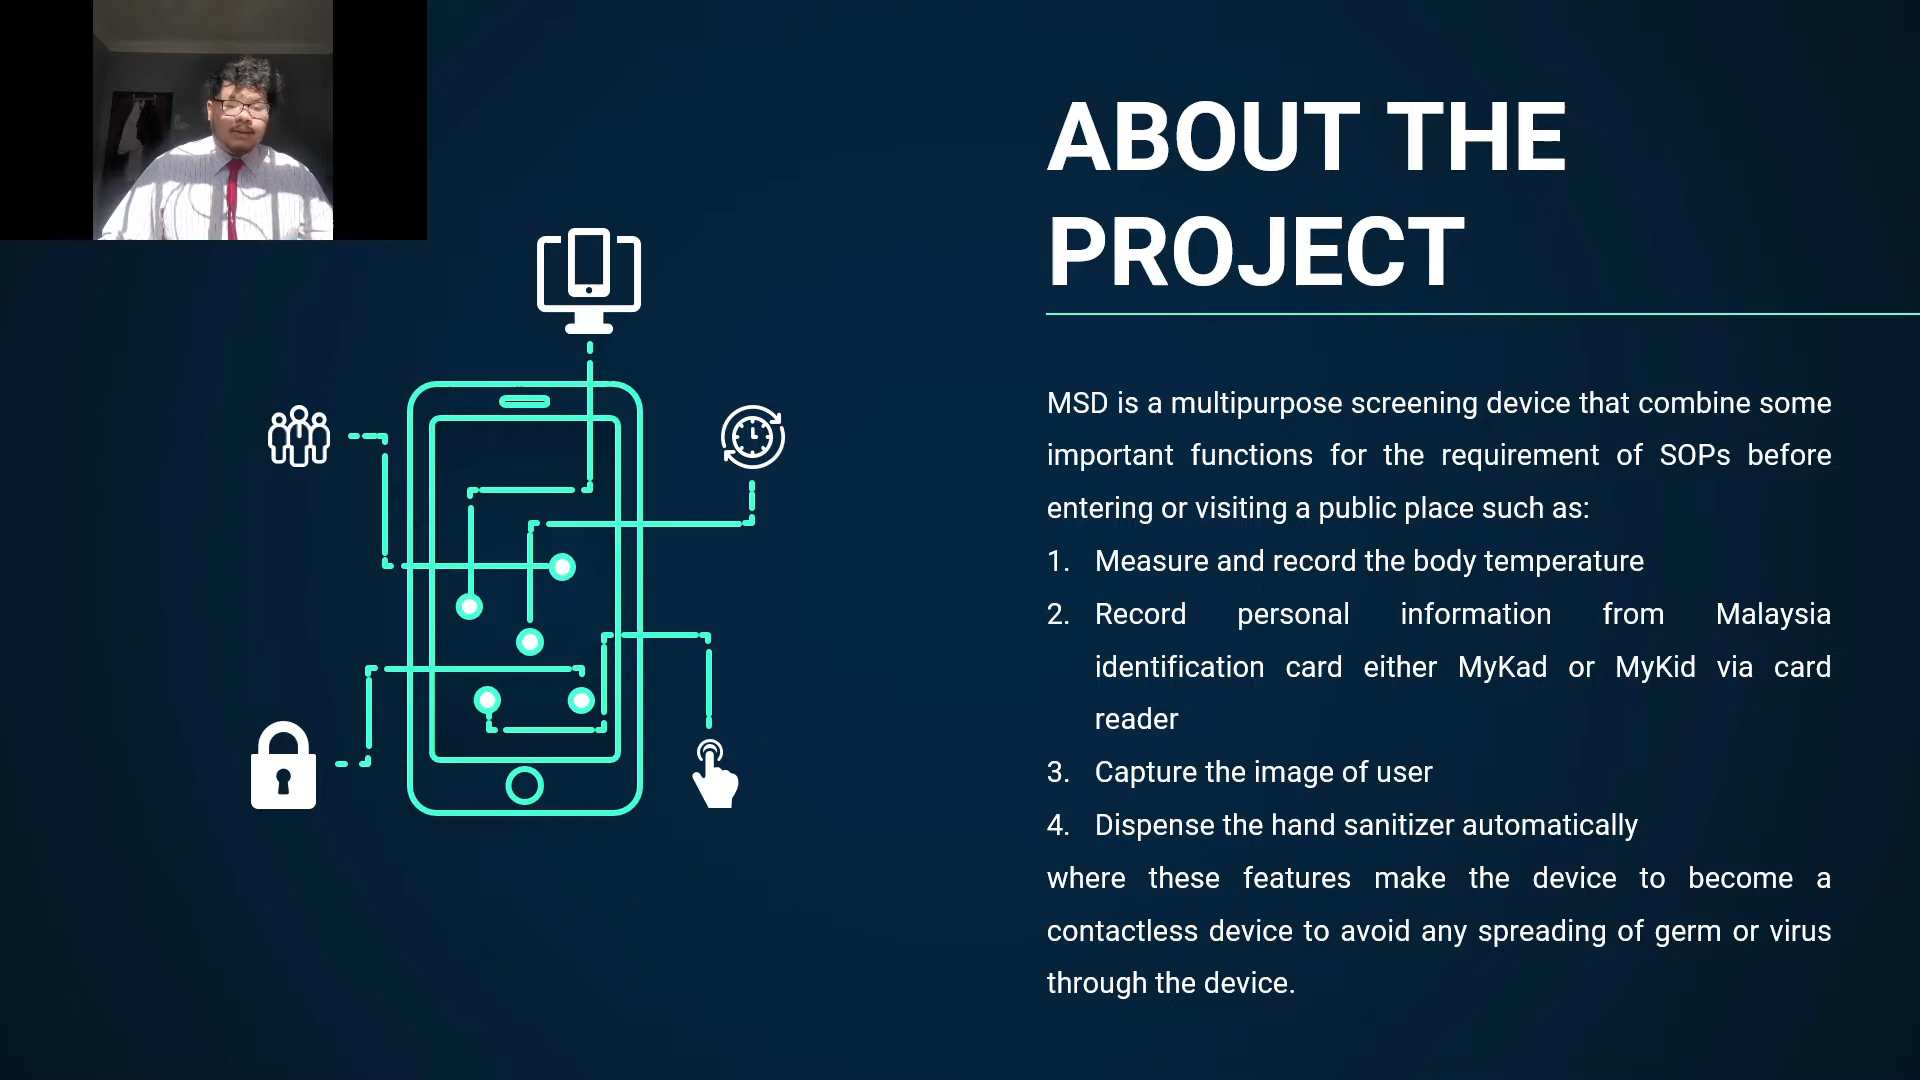 ABOUT THE
PROJECT
MSD is a multipurpose screening device that combine some
important functions for the requirement of SOPs before
entering or visiting a public place such as:
1. Measure and record the body temperature
2. Record personal information from Malaysia
identification card either MyKad or MyKid via card
reader
3. Capture the image of user
4. Dispense the hand sanitizer automatically
where these features make the device to become a
contactless device to avoid any spreading of germ or virus
through the device.